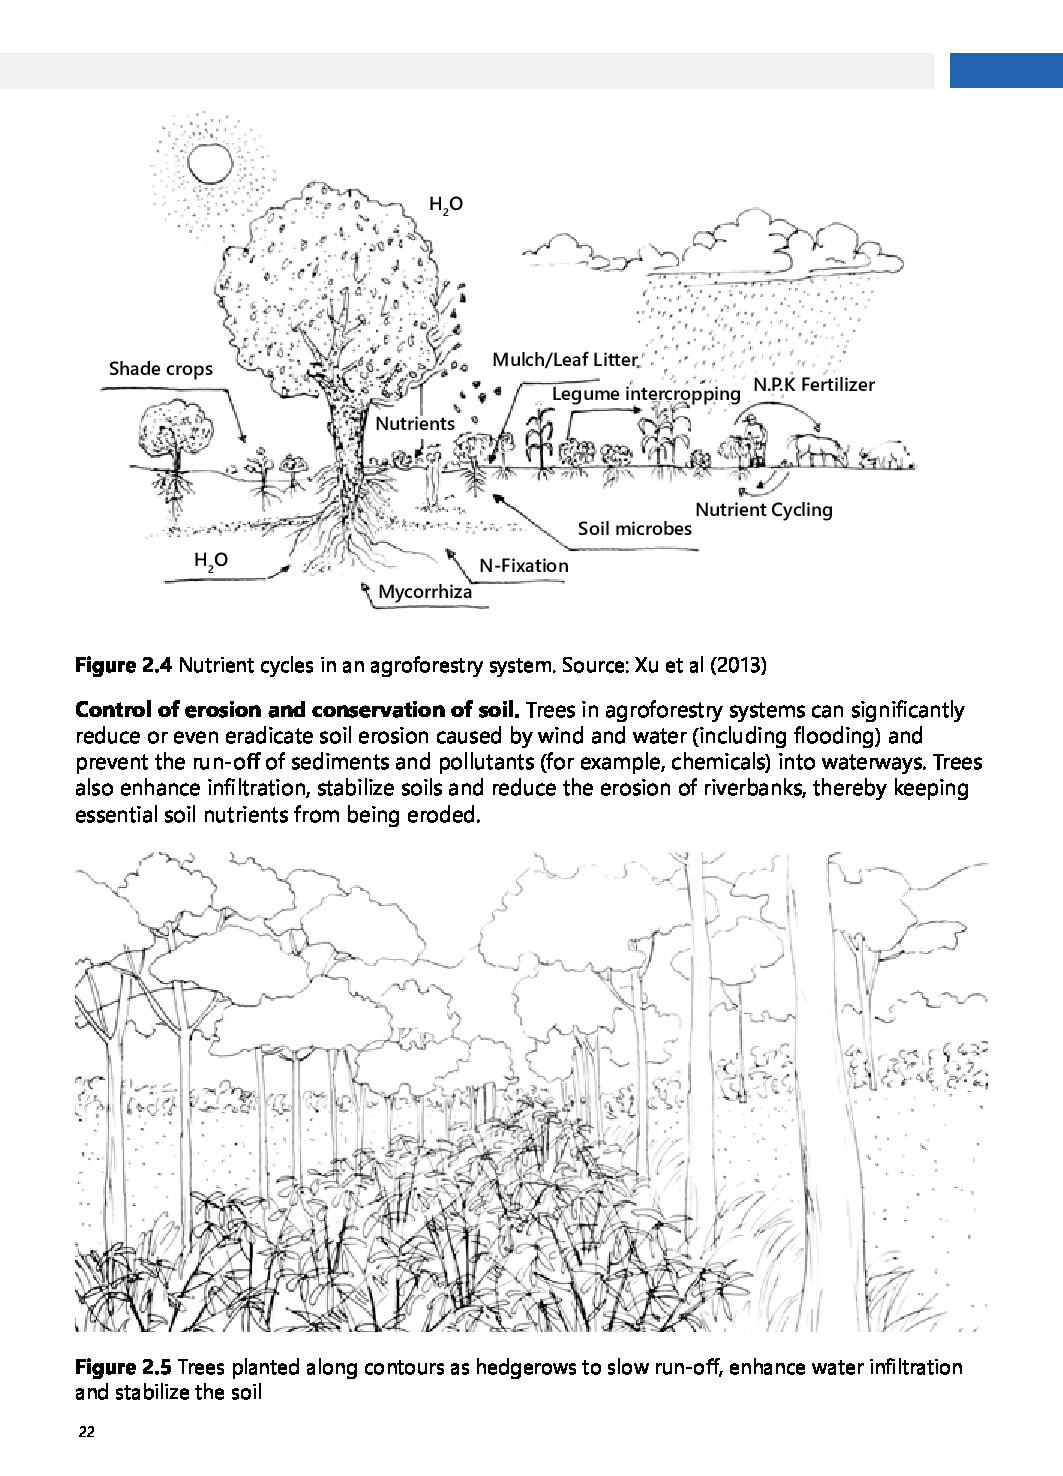 H₂O
Shade crops
Mulch/Leaf Litter
N.P.K Fertilizer
Legume intercropping
Nutrients
Nutrient Cycling
Soil microbes
H₂O
N-Fixation
Mycorrhiza
Figure 2.4 Nutrient cycles in an agroforestry system. Source: Xu et al (2013)
Control of erosion and conservation of soil. Trees in agroforestry systems can significantly
reduce or even eradicate soil erosion caused by wind and water (including flooding) and
prevent the run-off of sediments and pollutants (for example, chemicals) into waterways. Trees
also enhance infiltration, stabilize soils and reduce the erosion of riverbanks, thereby keeping
essential soil nutrients from being eroded.
Figure 2.5 Trees planted along contours as hedgerows to slow run-off, enhance water infiltration
and stabilize the soil
22